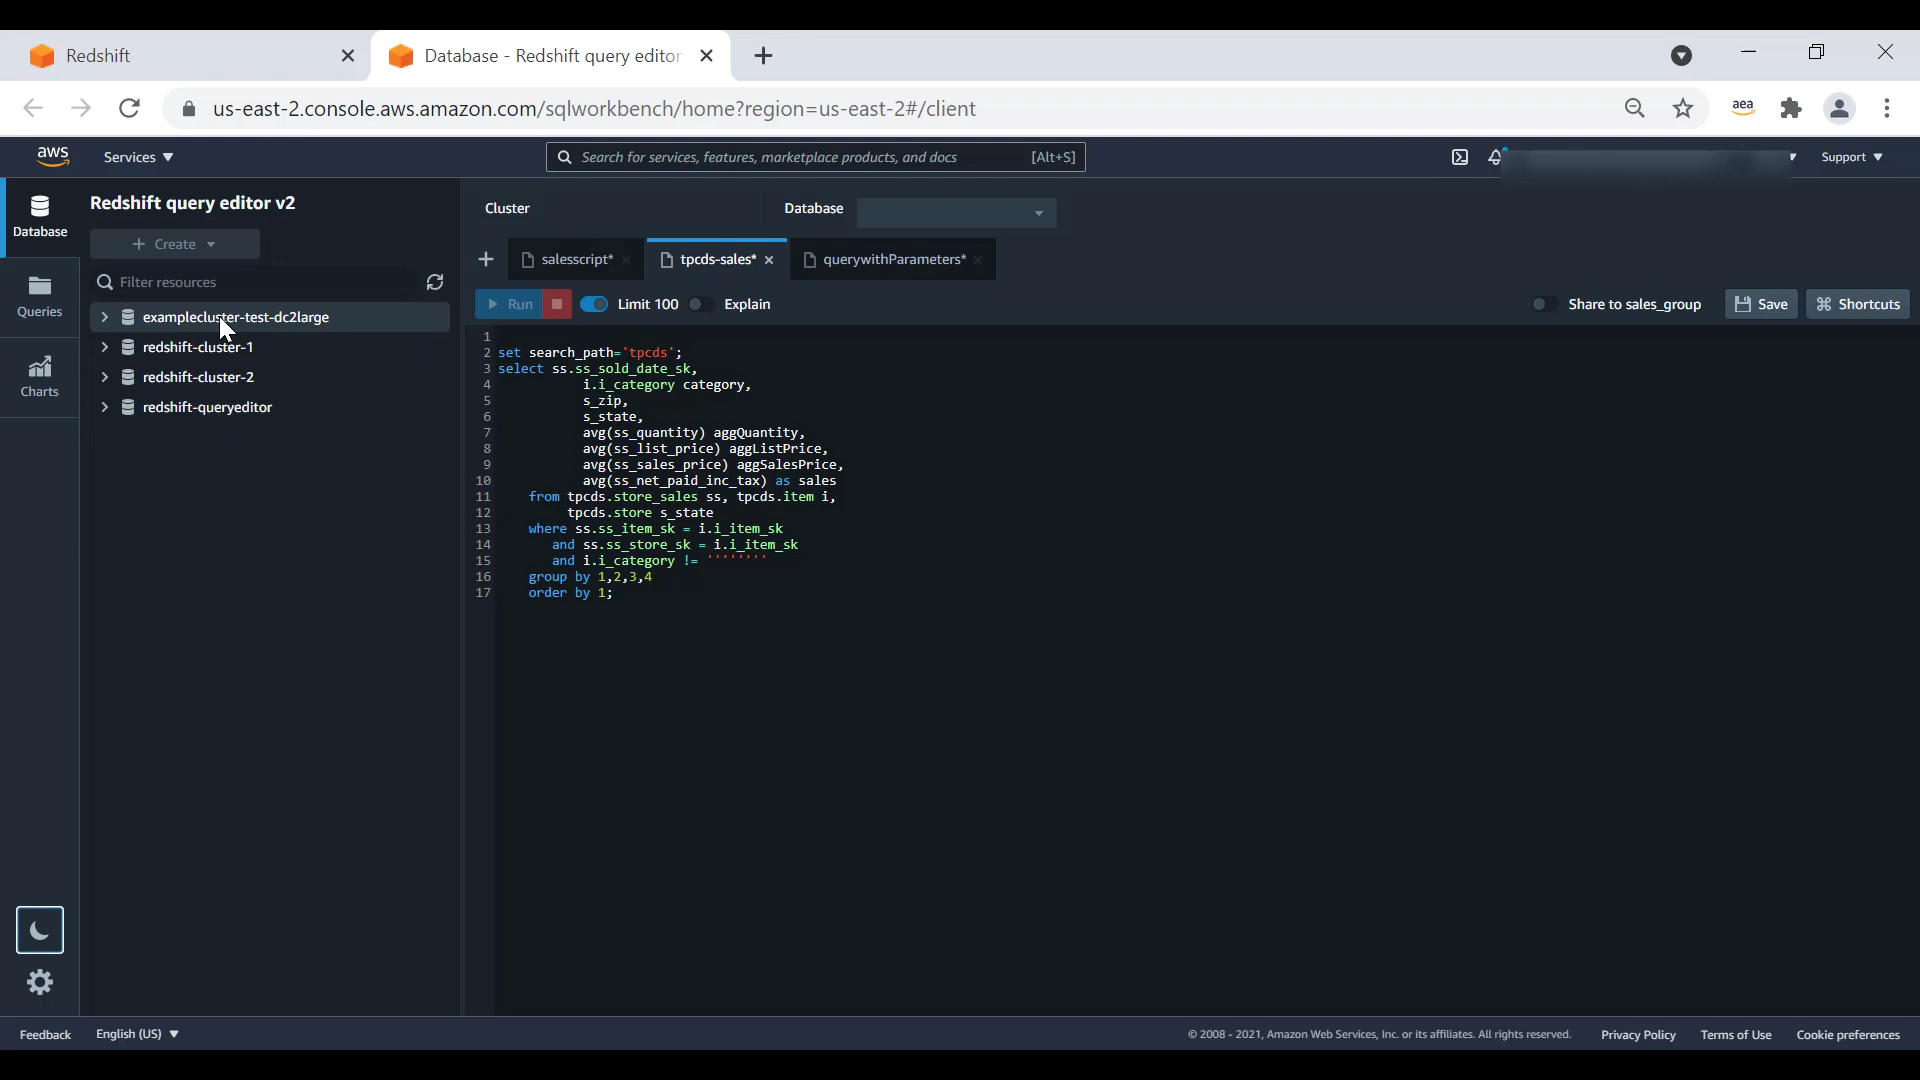 Redshift
Database - Redshift query editor
us-east-2.console.aws.amazon.com/sqlworkbench/home?region=us-east-2#/client
aea
aws
Services
Search for services, features, marketplace products, and docs
[Alt+S]
Support
Redshift query editor v2
Database
Queries
Charts
+ Create
Filter resources
examplecluster-test-dc2large
redshift-cluster-1
redshift-cluster-2
redshift-queryeditor
Cluster
Database
salesscript*
tpcds-sales*
querywithParameters*
Run
Limit 100
Explain
Share to sales_group
Save
Shortcuts
1
2 set search_path='tpcds';
3 select ss.ss_sold_date_sk,
4 i.i_category category,
5 s_zip,
6 s_state,
7 avg(ss_quantity) aggQuantity,
8 avg(ss_list_price) aggListPrice,
9 avg(ss_sales_price) aggSalesPrice,
10 avg(ss_net_paid_inc_tax) as sales
11 from tpcds.store_sales ss, tpcds.item i,
12 tpcds.store s_state
13 where ss.ss_item_sk = i.i_item_sk
14 and ss.ss_store_sk = i.i_item_sk
15 and i.i_category != ''''''''
16 group by 1,2,3,4
17 order by 1;
Feedback
English (US)
© 2008 - 2021, Amazon Web Services, Inc. or its affiliates. All rights reserved.
Privacy Policy
Terms of Use
Cookie preferences